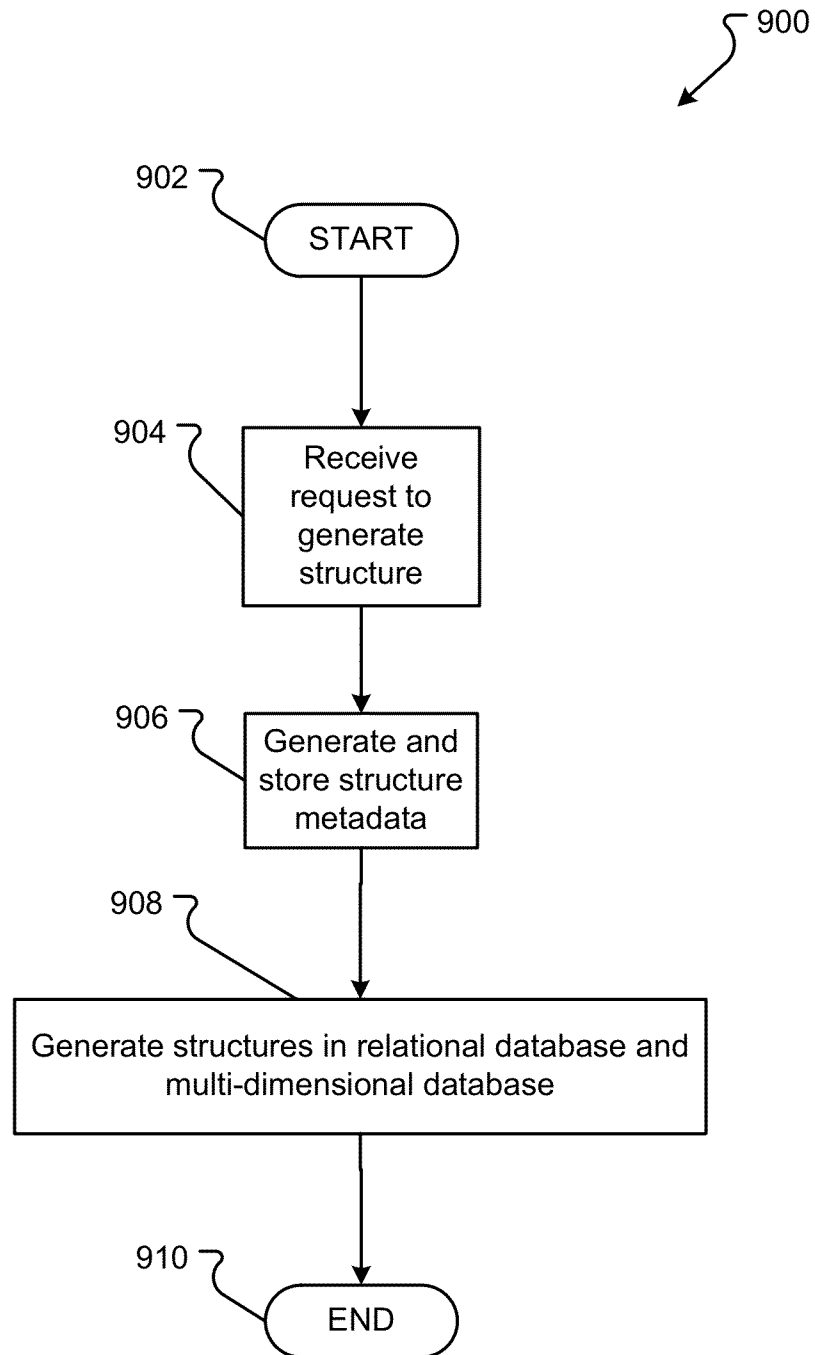 900
902
START
904
Receive
request to
generate
structure
906
Generate and
store structure
metadata
908
Generate structures in relational database and
multi-dimensional database
910
END